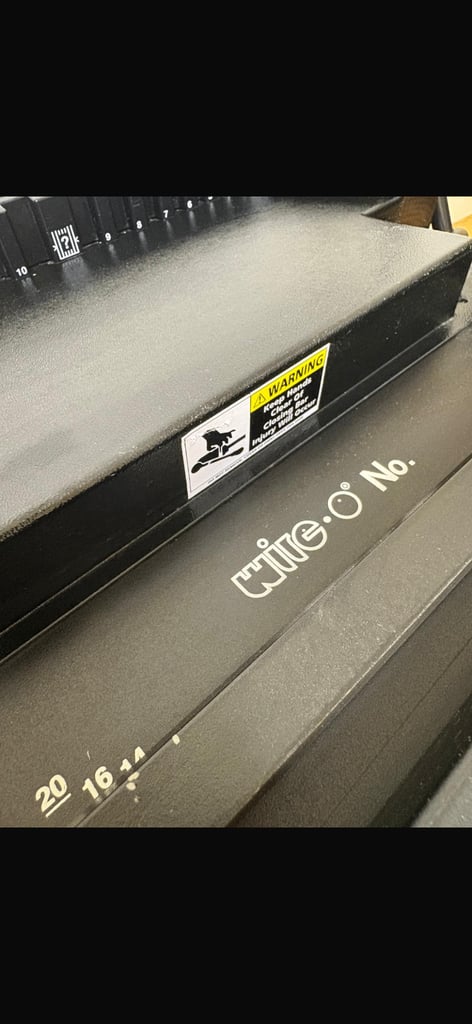 10 ? 9 8 7
WARNING
Keep Hands
Clear Of
Closing Bar
Injury Will Occur
wire·o® No.
20 16 14